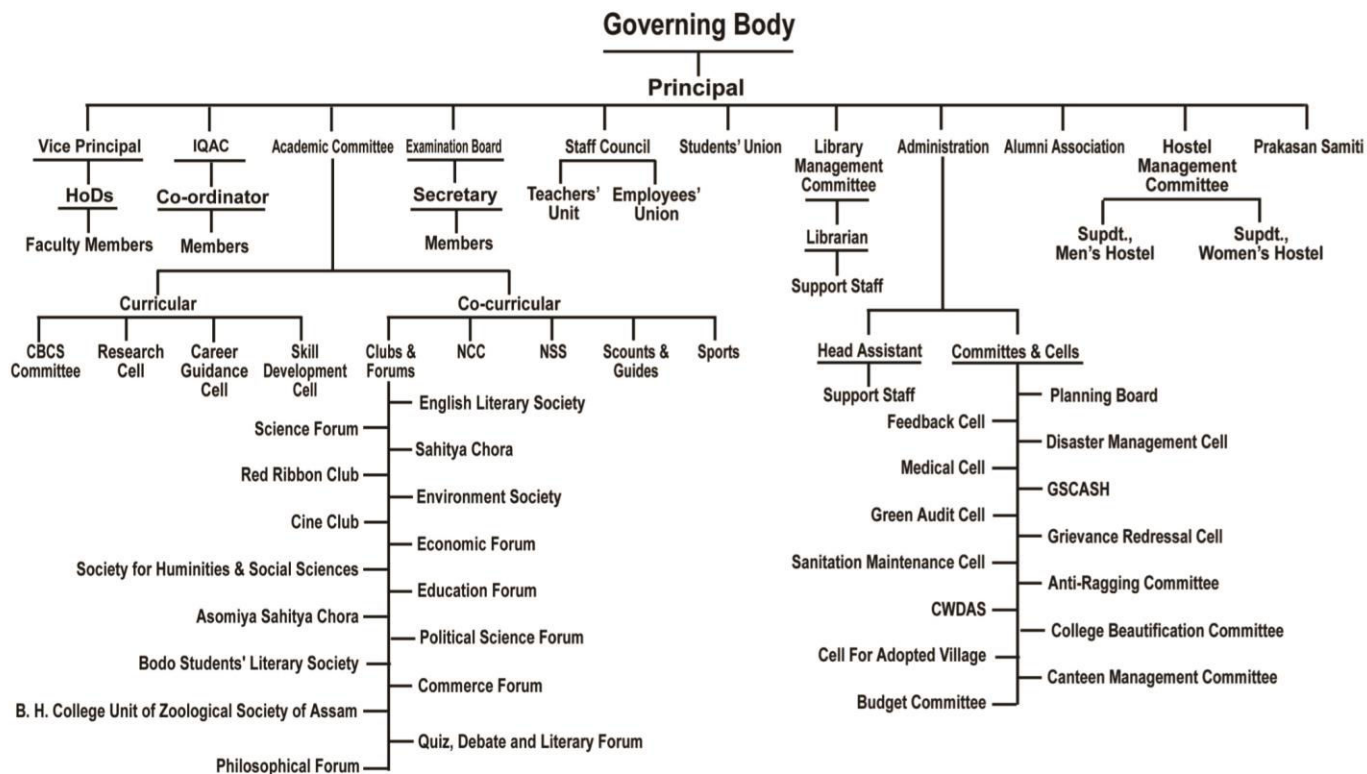 Governing Body
Principal
Vice Principal
HoDs
Faculty Members
IQAC
Co-ordinator
Members
Academic Committee
Examination Board
Secretary
Members
Staff Council
Teachers'
Unit
Employees'
Union
Students' Union
Library
Management
Committee
Librarian
Support Staff
Administration
Alumni Association
Hostel
Management
Committee
Supdt.,
Men's Hostel
Supdt.,
Women's Hostel
Prakasan Samiti
Curricular
CBCS
Committee
Research
Cell
Career
Guidance
Cell
Skill
Development
Cell
Co-curricular
Clubs &
Forums
NCC
NSS
Scounts &
Guides
Sports
English Literary Society
Science Forum
Sahitya Chora
Red Ribbon Club
Environment Society
Cine Club
Economic Forum
Society for Huminities & Social Sciences
Education Forum
Asomiya Sahitya Chora
Political Science Forum
Bodo Students' Literary Society
Commerce Forum
B. H. College Unit of Zoological Society of Assam
Quiz, Debate and Literary Forum
Philosophical Forum
Head Assistant
Support Staff
Committes & Cells
Planning Board
Feedback Cell
Disaster Management Cell
Medical Cell
GSCASH
Green Audit Cell
Grievance Redressal Cell
Sanitation Maintenance Cell
Anti-Ragging Committee
CWDAS
College Beautification Committee
Cell For Adopted Village
Canteen Management Committee
Budget Committee